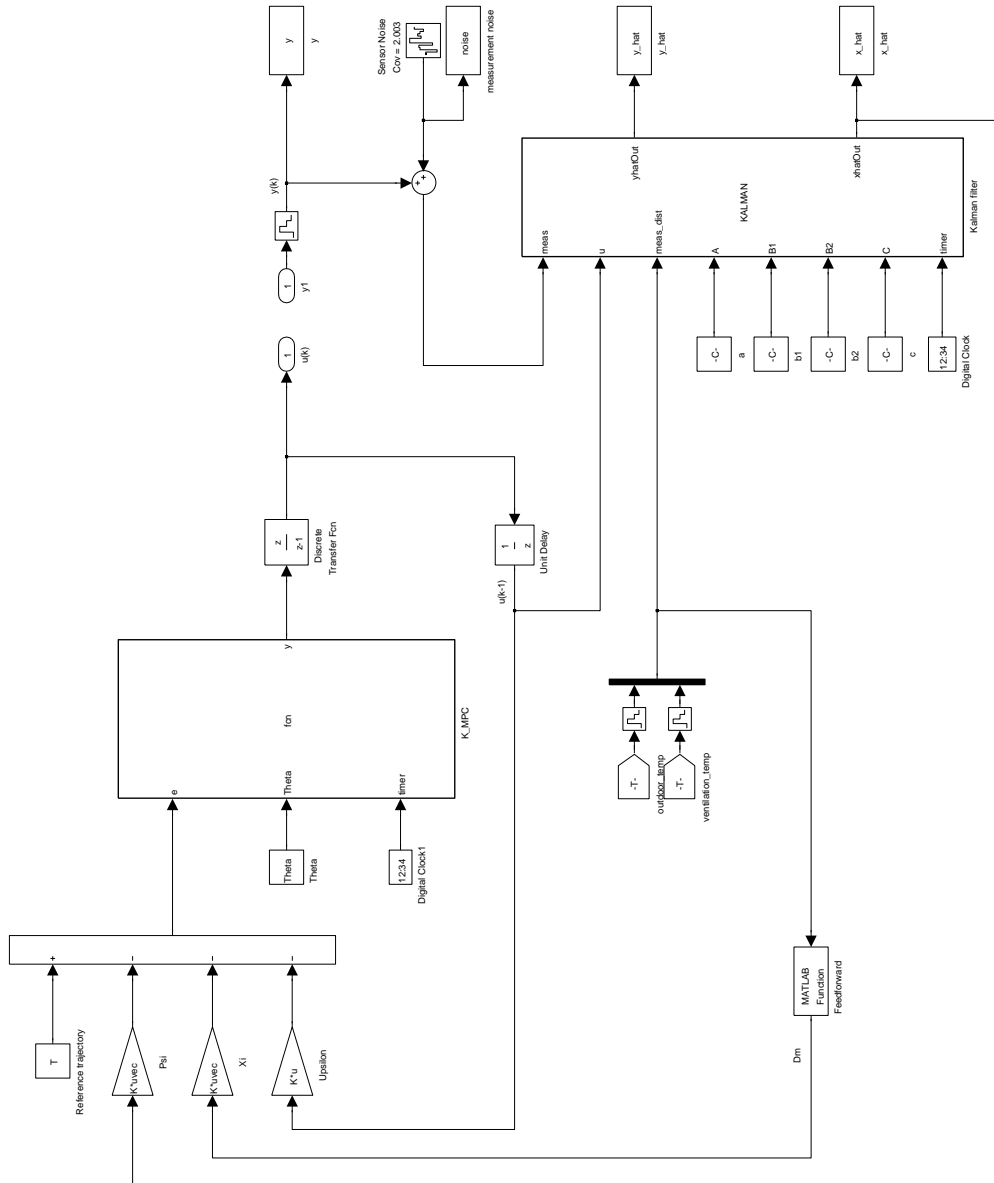 T
Reference trajectory
K*uvec
Psi
K*uvec
Xi
K*u
Upsilon
+
−
−
−
Theta
Theta
12:34
Digital Clock1
e
Theta
timer
fcn
y
K_MPC
z
z-1
Discrete
Transfer Fcn
1
z
Unit Delay
u(k-1)
1
u(k)
1
y1
y(k)
y
y
Sensor Noise
Cov = 2.003
noise
measurement noise
+
+
-T-
outdoor_temp
-T-
ventilation_temp
MATLAB
Function
Feedforward
Dm
-C-
a
-C-
b1
-C-
b2
-C-
c
12:34
Digital Clock
meas
u
meas_dist
A
B1
B2
C
timer
KALMAN
yhatOut
xhatOut
Kalman filter
y_hat
y_hat
x_hat
x_hat